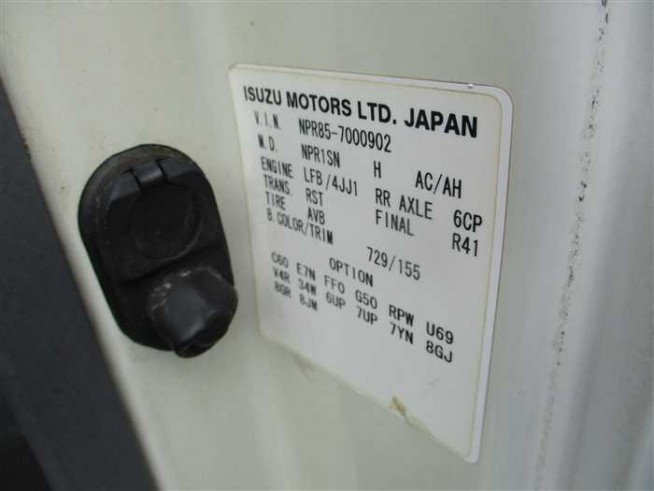 ISUZU MOTORS LTD. JAPAN
V.I.N. NPR85-7000902
M.D. NPR1SN H AC/AH
ENGINE LFB/4JJ1 RR AXLE 6CP
TRANS RST FINAL R41
TIRE AVB
B.COLOR/TRIM 729/155
OPTION
C60 E7N FFO G50 RPW U69
V4R 34W 6UP 7UP 7YN 8GJ
8GR 8JM